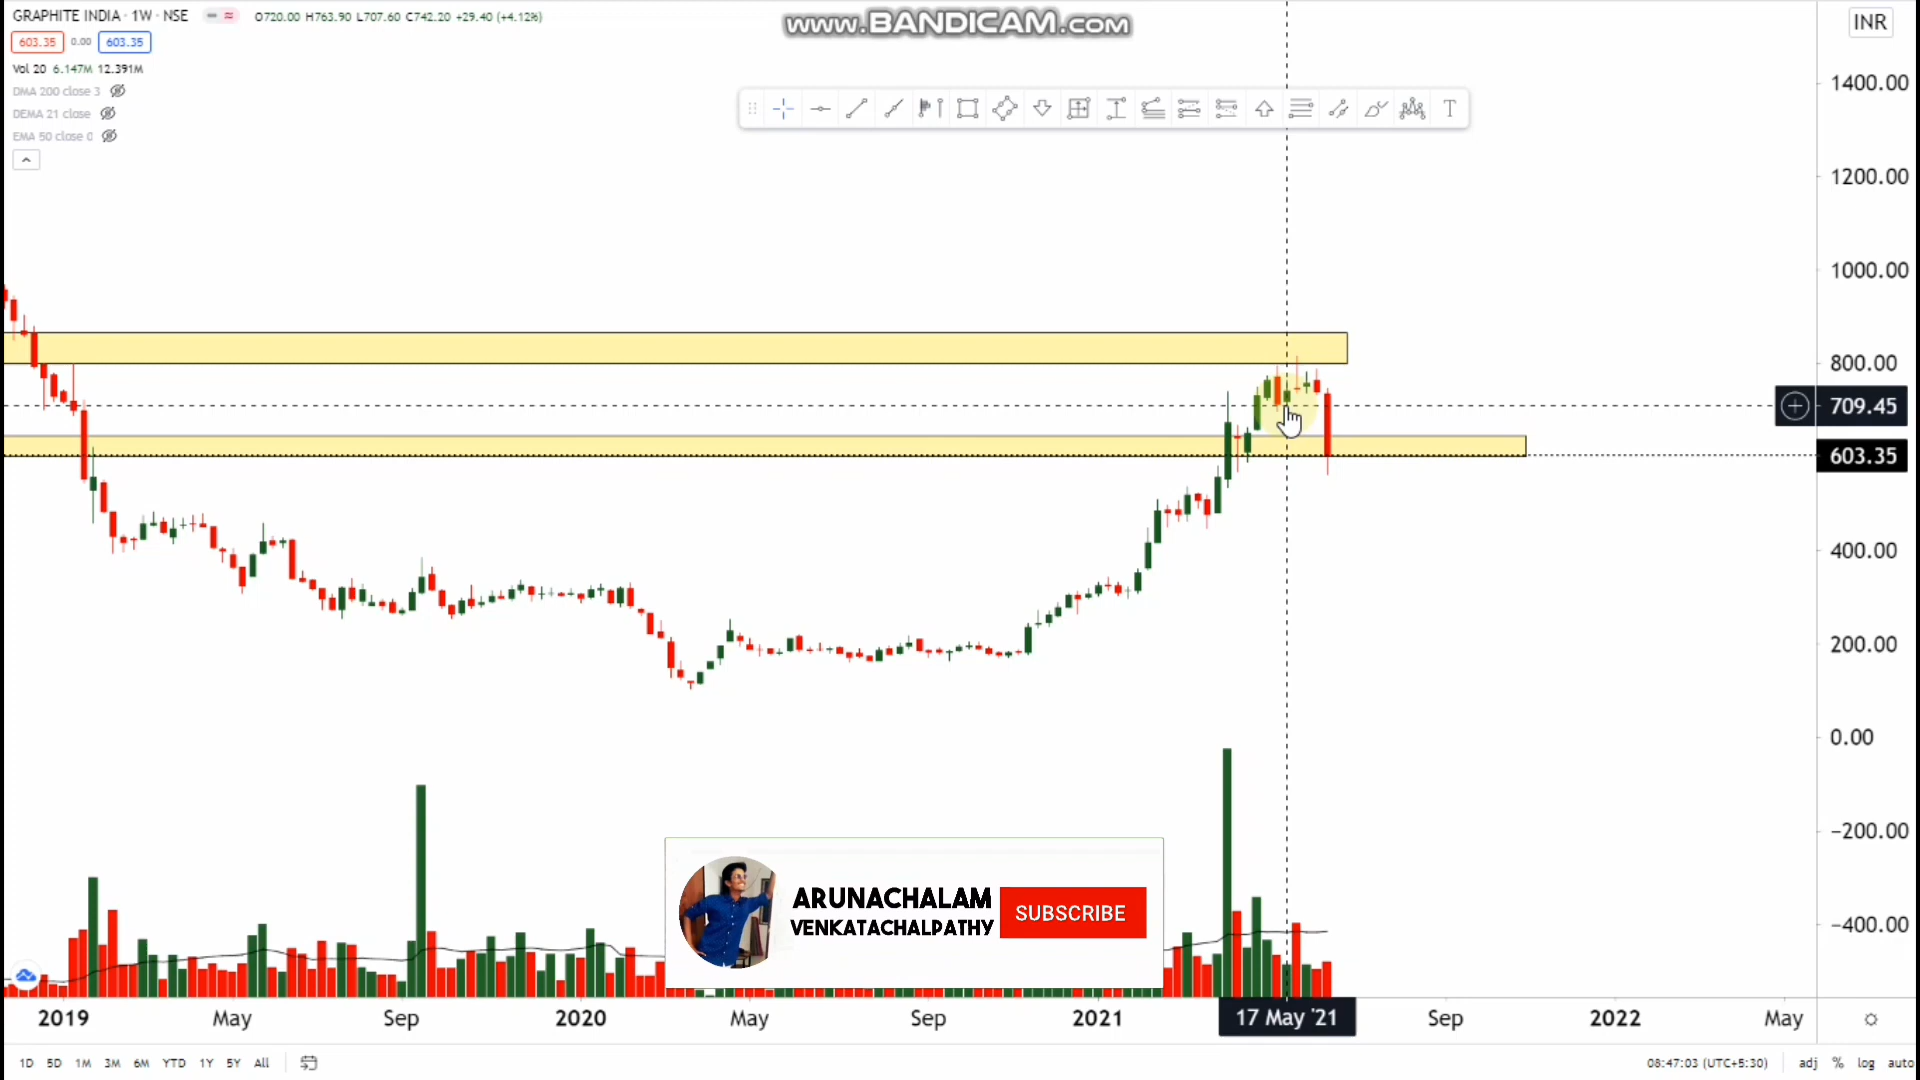 GRAPHITE INDIA · 1W · NSE O720.00 H763.90 L707.60 C742.20 +29.40 (+4.12%)
www.BANDICAM.com
INR
603.35 0.00 603.35
Vol 20 6.147M 12.391M
DMA 200 close 3
DEMA 21 close
EMA 50 close 0
T
1400.00
1200.00
1000.00
800.00
709.45
603.35
400.00
200.00
0.00
−200.00
−400.00
ARUNACHALAM
VENKATACHALPATHY
SUBSCRIBE
2019 May Sep 2020 May Sep 2021 17 May '21 Sep 2022 May
1D 5D 1M 3M 6M YTD 1Y 5Y All 08:47:03 (UTC+5:30) adj % log auto